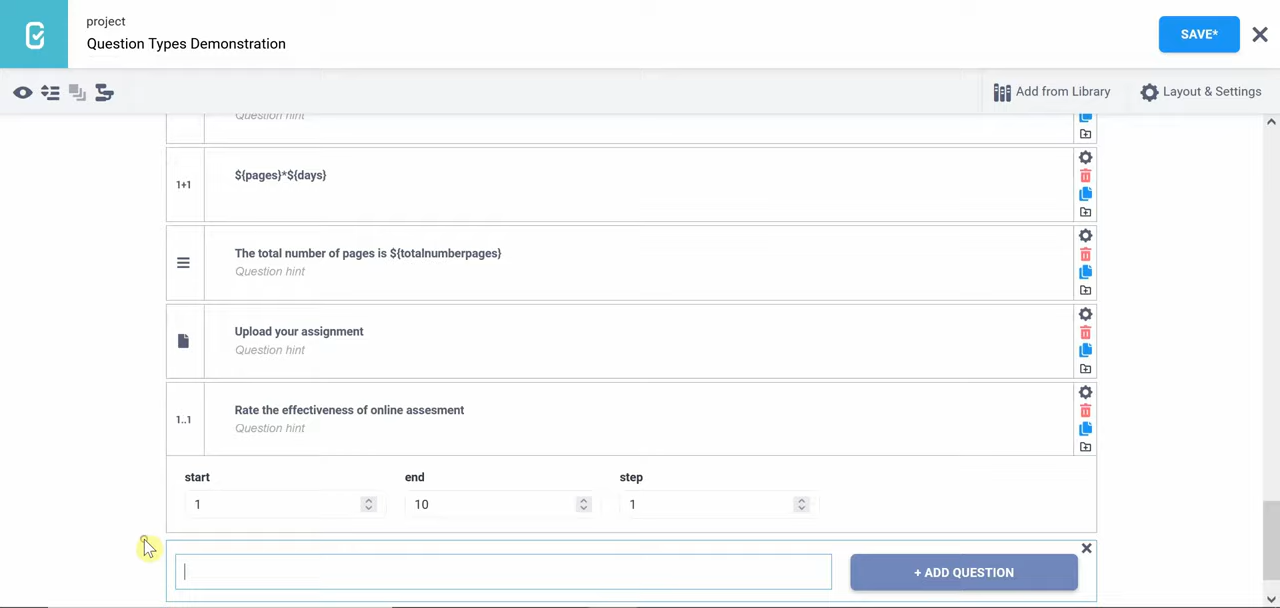 project
Question Types Demonstration
SAVE*
Add from Library
Layout & Settings
Question hint
1+1
${pages}*${days}
The total number of pages is ${totalnumberpages}
Question hint
Upload your assignment
Question hint
1..1
Rate the effectiveness of online assesment
Question hint
start end step
1 10 1
+ ADD QUESTION